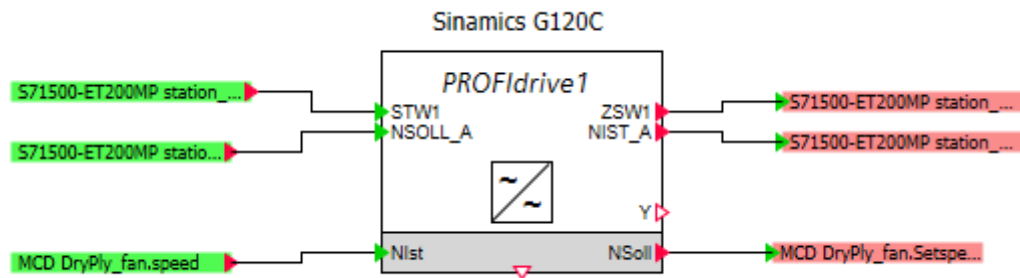 Sinamics G120C
PROFIdrive1
S71500-ET200MP station_...
STW1
ZSW1
S71500-ET200MP station_...
S71500-ET200MP statio...
NSOLL_A
NIST_A
S71500-ET200MP station_...
~
~
Y
MCD DryPly_fan.speed
NIst
NSoll
MCD DryPly_fan.Setspe...